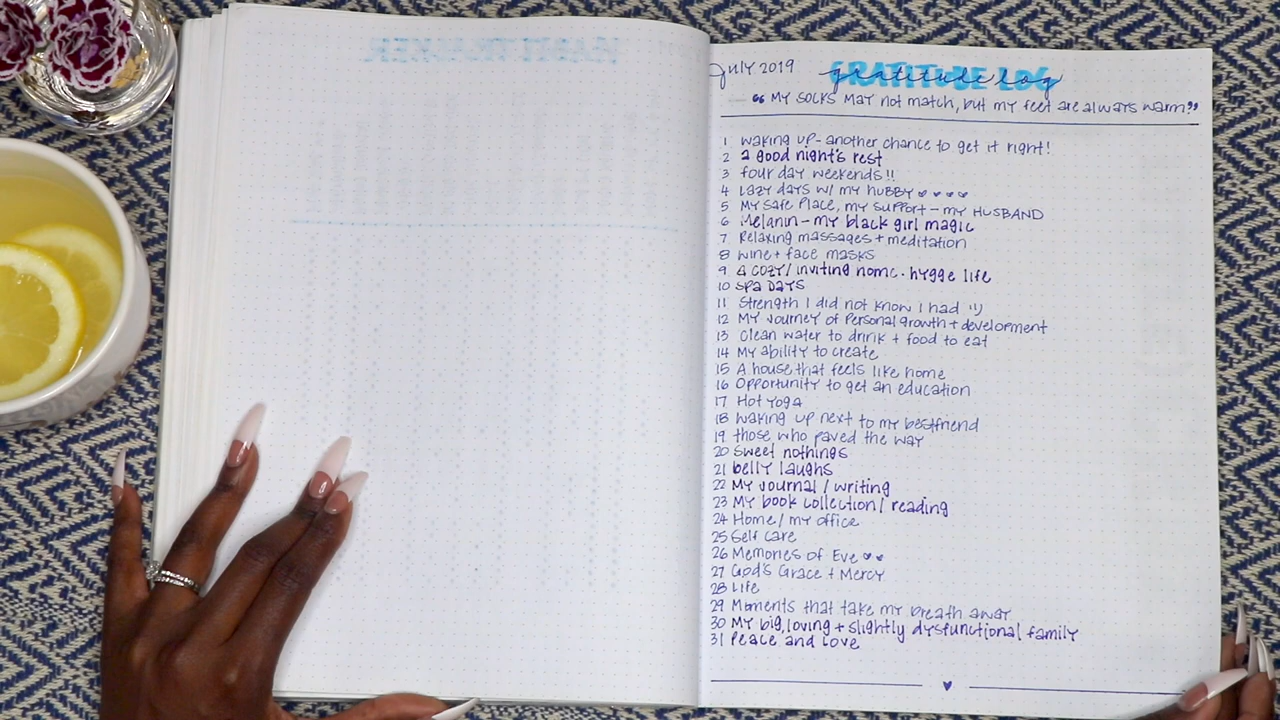 JULY 2019
GRATITUDE LOG
gratitude log
"MY SOCKS MAY not match, but my feet are always warm"
1 waking up - another chance to get it right!
2 a good night's rest
3 four day weekends!!
4 Lazy days w/ my HUBBY ♥ ♥ ♥ ♥
5 My safe Place, my support - my HUSBAND
6 Melanin - my black girl magic
7 Relaxing massages + meditation
8 wine + face masks
9 A cozy/inviting home. hygge life
10 spa days
11 Strength I did not know I had :)
12 MY Journey of Personal growth + development
13 Clean water to drink + food to eat
14 My ability to create
15 A house that feels like home
16 Opportunity to get an education
17 Hot Yoga
18 waking up next to my bestfriend
19 those who paved the way
20 sweet nothings
21 belly laughs
22 MY Journal / writing
23 MY book collection / reading
24 Home / my office
25 Self care
26 Memories of Eve ♥ ♥
27 God's Grace + Mercy
28 Life
29 Moments that take my breath away
30 MY big, loving + slightly dysfunctional family
31 Peace and love